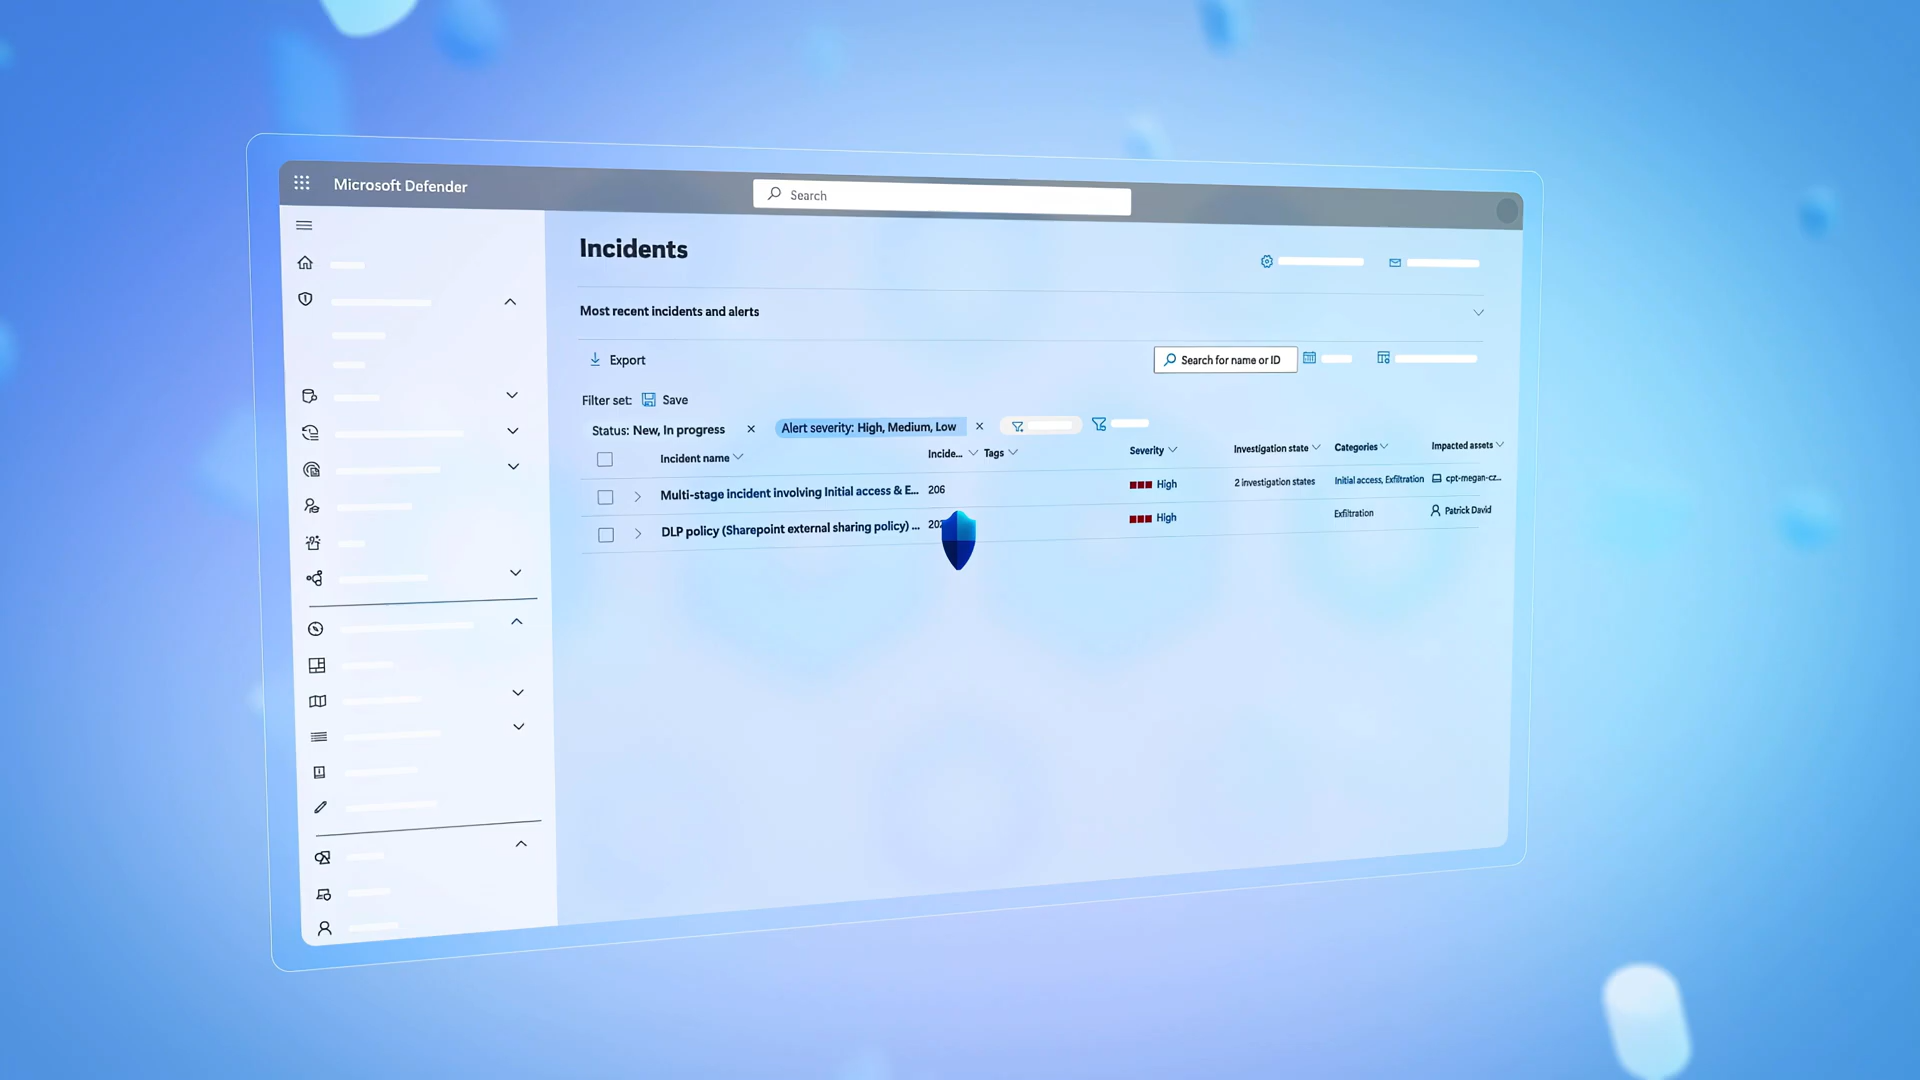 Microsoft Defender
Search
Incidents
Most recent incidents and alerts
Export
Search for name or ID
Filter set: Save
Status: New, In progress
Alert severity: High, Medium, Low
Incident name Incide... Tags Severity Investigation state Categories Impacted assets
Multi-stage incident involving Initial access & E... 206 High 2 investigation states Initial access, Exfiltration cpt-megan-cz...
DLP policy (Sharepoint external sharing policy) ... High Exfiltration Patrick David